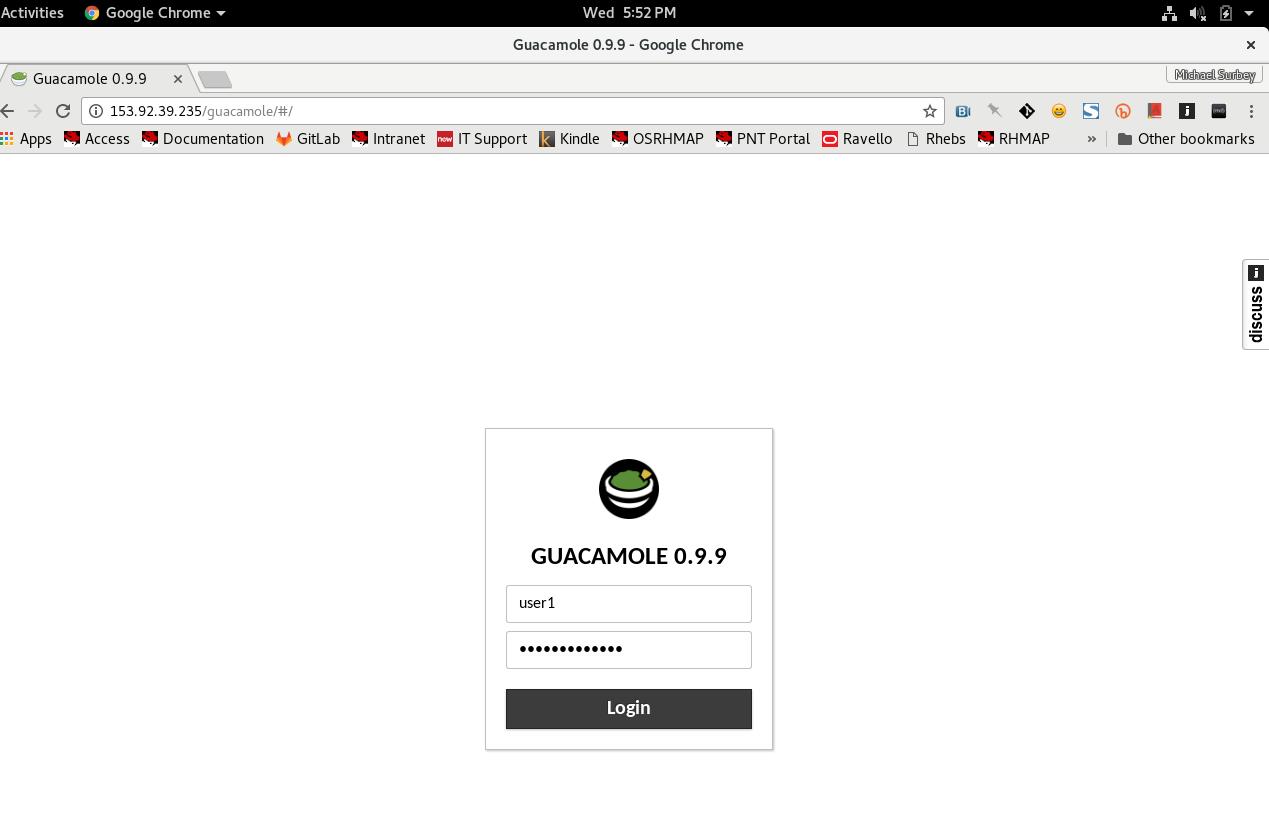 Activities Google Chrome Wed 5:52 PM
Guacamole 0.9.9 - Google Chrome
Guacamole 0.9.9 Michael Surbey
153.92.39.235/guacamole/#/
Apps Access Documentation GitLab Intranet now IT Support Kindle OSRHMAP PNT Portal Ravello Rhebs RHMAP » Other bookmarks
discuss
GUACAMOLE 0.9.9
user1
•••••••••••••
Login